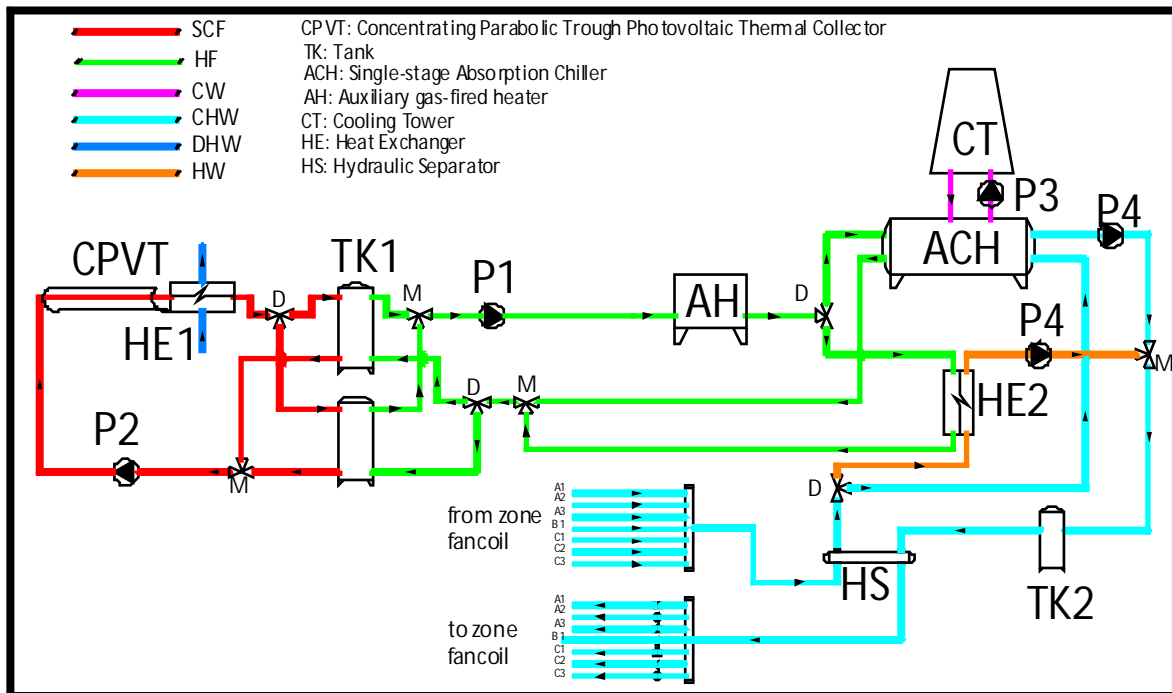 SCF
HF
CW
CHW
DHW
HW
CPVT: Concentrating Parabolic Trough Photovoltaic Thermal Collector
TK: Tank
ACH: Single-stage Absorption Chiller
AH: Auxiliary gas-fired heater
CT: Cooling Tower
HE: Heat Exchanger
HS: Hydraulic Separator
CT
P3
P4
ACH
CPVT
TK1
P1
AH
D
M
D
HE1
P4
M
D
M
HE2
P2
M
D
from zone
fancoil
A1
A2
A3
B1
C1
C2
C3
HS
TK2
to zone
fancoil
A1
A2
A3
B1
C1
C2
C3